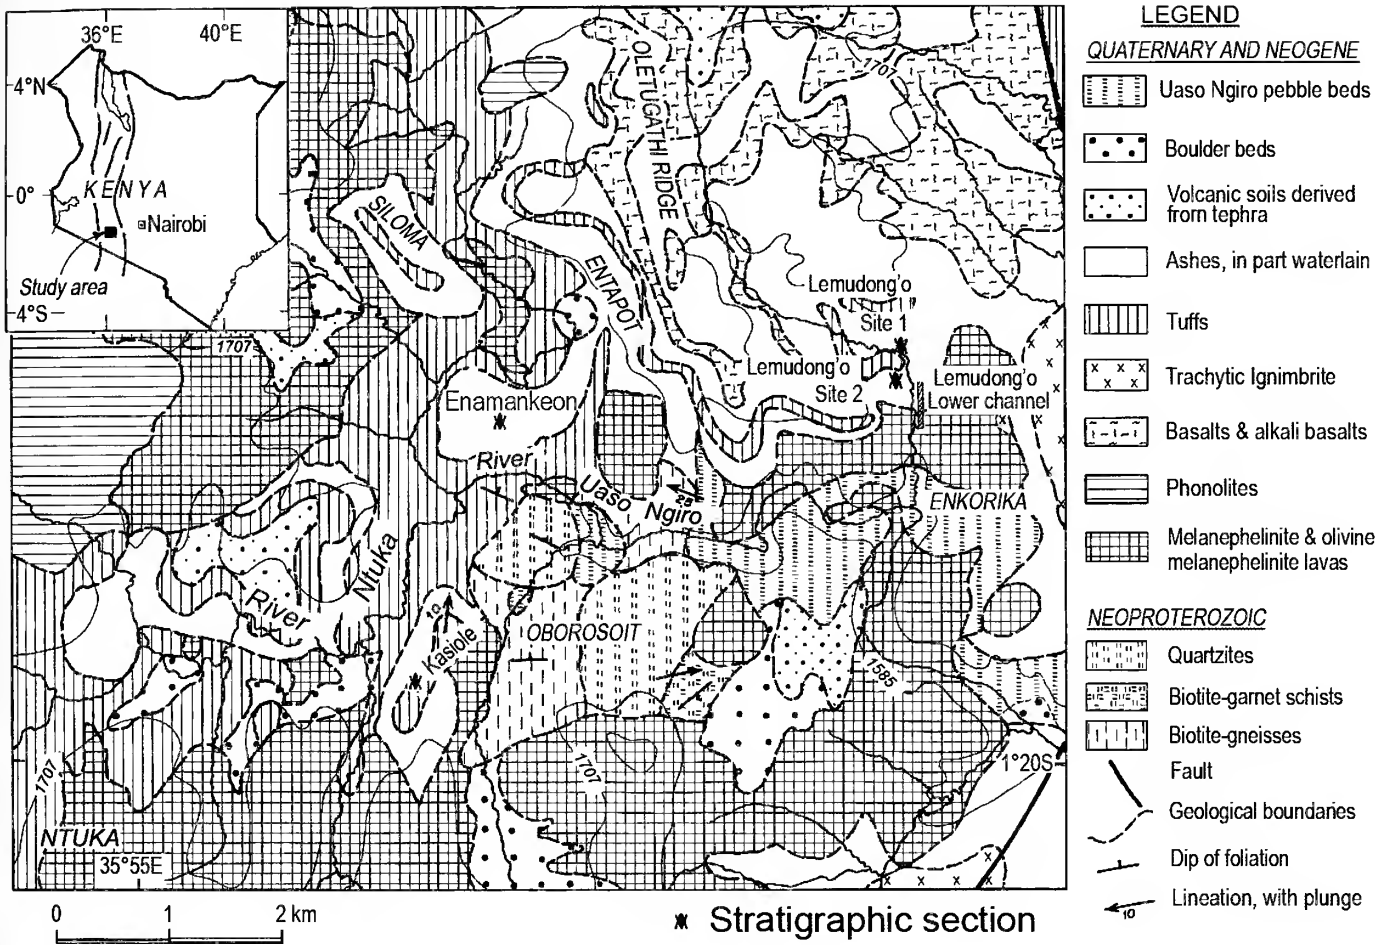 36°E
40°E
4°N
0°
KENYA
Nairobi
Study area
4°S
1707
SILOMA
ENTAPOT
OLETUGATHI RIDGE
1707
Lemudong'o
Site 1
Lemudong'o
Site 2
Lemudong'o
Lower channel
Enamankeon
River
Uaso
Ngiro
25
ENKORIKA
Ntuka
River
10
Kasiole
OBOROSOIT
1585
1707
1707
1°20S
NTUKA
35°55E
0
1
2 km
Stratigraphic section
LEGEND
QUATERNARY AND NEOGENE
Uaso Ngiro pebble beds
Boulder beds
Volcanic soils derived
from tephra
Ashes, in part waterlain
Tuffs
Trachytic Ignimbrite
Basalts & alkali basalts
Phonolites
Melanephelinite & olivine
melanephelinite lavas
NEOPROTEROZOIC
Quartzites
Biotite-garnet schists
Biotite-gneisses
Fault
Geological boundaries
Dip of foliation
Lineation, with plunge
10